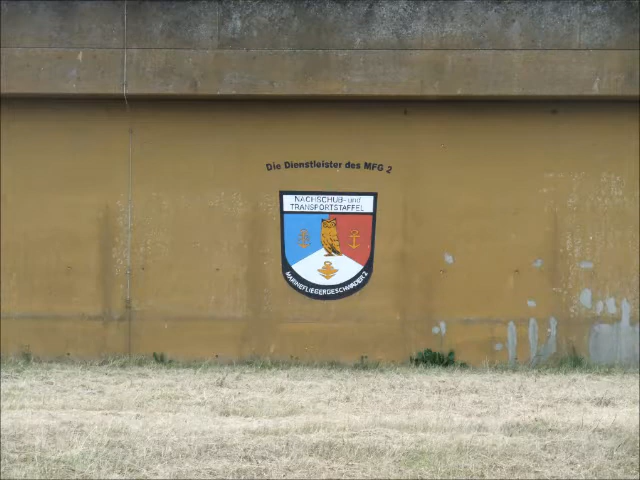 Die Dienstleister des MFG 2
NACHSCHUB- und
TRANSPORTSTAFFEL
MARINEFLIEGERGESCHWADER 2